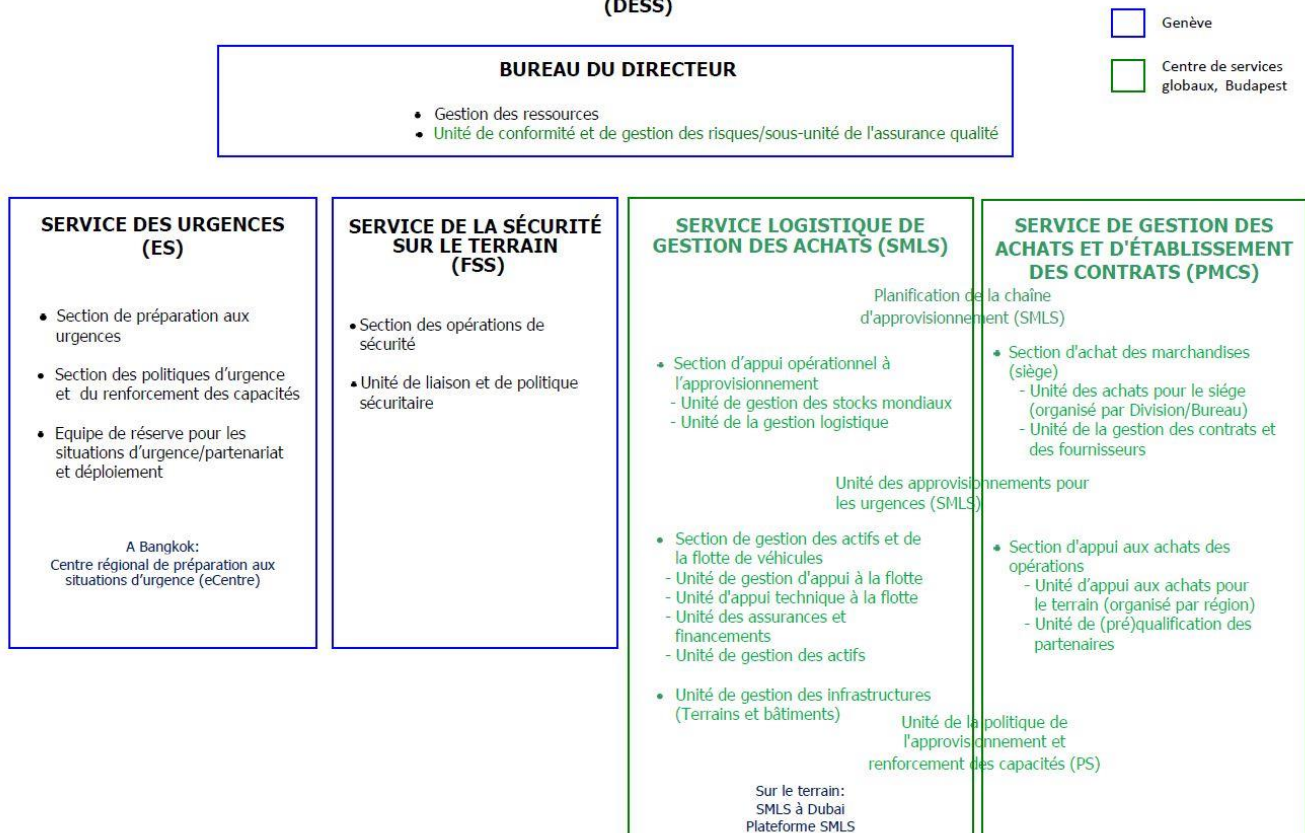 (DESS)
Genève
Centre de services
globaux, Budapest
BUREAU DU DIRECTEUR
• Gestion des ressources
• Unité de conformité et de gestion des risques/sous-unité de l'assurance qualité
SERVICE DES URGENCES
(ES)
• Section de préparation aux
urgences
• Section des politiques d'urgence
et du renforcement des capacités
• Equipe de réserve pour les
situations d'urgence/partenariat
et déploiement
A Bangkok:
Centre régional de préparation aux
situations d'urgence (eCentre)
SERVICE DE LA SÉCURITÉ
SUR LE TERRAIN
(FSS)
• Section des opérations de
sécurité
• Unité de liaison et de politique
sécuritaire
SERVICE LOGISTIQUE DE
GESTION DES ACHATS (SMLS)
Planification de la chaîne
d'approvisionnement (SMLS)
• Section d'appui opérationnel à
l'approvisionnement
- Unité de gestion des stocks mondiaux
- Unité de la gestion logistique
Unité des approvisionnements pour
les urgences (SMLS)
• Section de gestion des actifs et de
la flotte de véhicules
- Unité de gestion d'appui à la flotte
- Unité d'appui technique à la flotte
- Unité des assurances et
financements
- Unité de gestion des actifs
• Unité de gestion des infrastructures
(Terrains et bâtiments)
Unité de la politique de
l'approvisionnement et
renforcement des capacités (PS)
Sur le terrain:
SMLS à Dubai
Plateforme SMLS
SERVICE DE GESTION DES
ACHATS ET D'ÉTABLISSEMENT
DES CONTRATS (PMCS)
• Section d'achat des marchandises
(siège)
- Unité des achats pour le siége
(organisé par Division/Bureau)
- Unité de la gestion des contrats et
des fournisseurs
• Section d'appui aux achats des
opérations
- Unité d'appui aux achats pour
le terrain (organisé par région)
- Unité de (pré)qualification des
partenaires